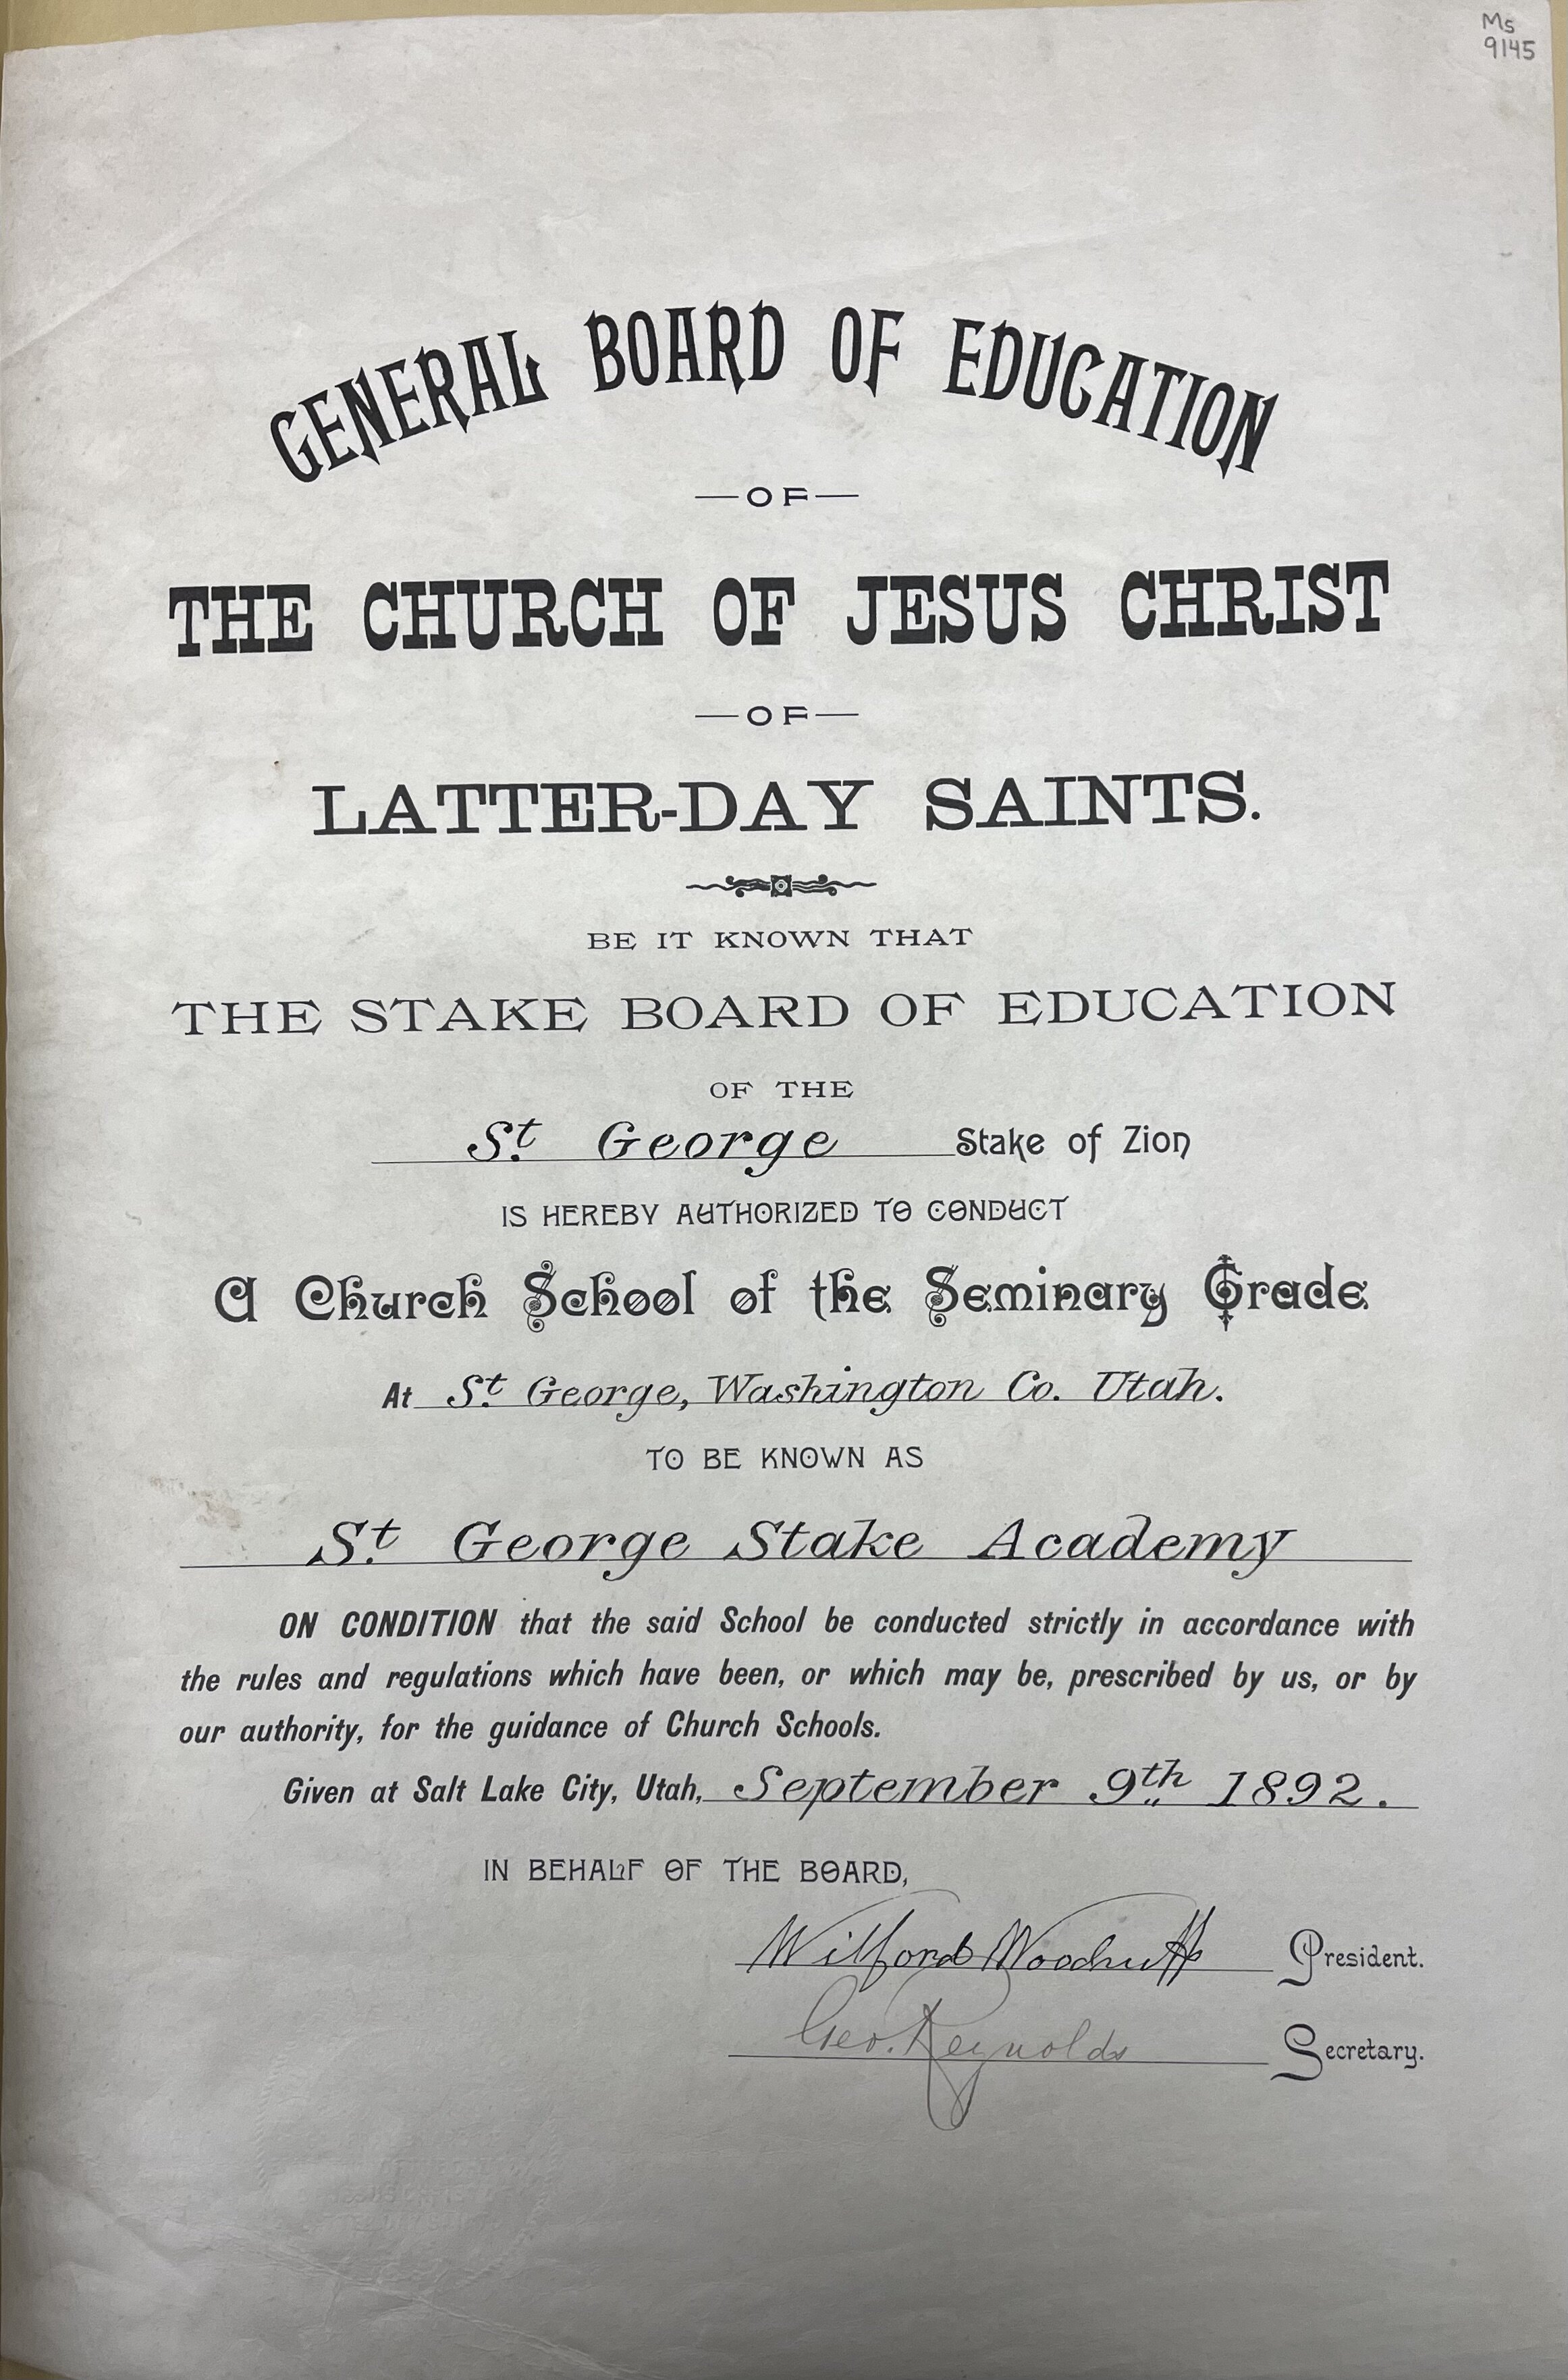 Ms
9145
GENERAL BOARD OF EDUCATION
—OF—
THE CHURCH OF JESUS CHRIST
—OF—
LATTER-DAY SAINTS.
BE IT KNOWN THAT
THE STAKE BOARD OF EDUCATION
OF THE
St. George Stake of Zion
IS HEREBY AUTHORIZED TO CONDUCT
A Church School of the Seminary Grade
At St. George, Washington Co. Utah.
TO BE KNOWN AS
St. George Stake Academy
ON CONDITION that the said School be conducted strictly in accordance with
the rules and regulations which have been, or which may be, prescribed by us, or by
our authority, for the guidance of Church Schools.
Given at Salt Lake City, Utah, September 9th 1892.
IN BEHALF OF THE BOARD,
Wilford Woodruff President.
Geo. Reynolds Secretary.